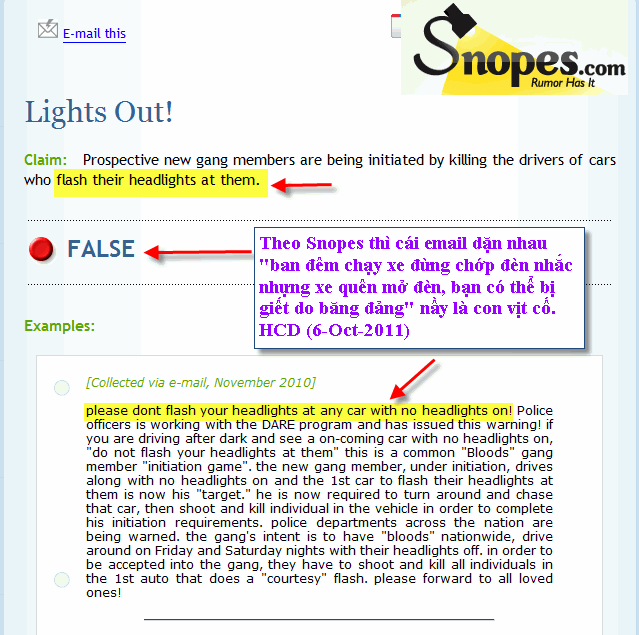 E-mail this
Snopes.com
Rumor Has It
Lights Out!
Claim: Prospective new gang members are being initiated by killing the drivers of cars
who flash their headlights at them.
FALSE
Theo Snopes thì cái email dặn nhau
"ban đêm chạy xe đừng chớp đèn nhắc
nhựng xe quên mở đèn, bạn có thể bị
giết do băng đảng" nầy là con vịt cố.
HCD (6-Oct-2011)
Examples:
[Collected via e-mail, November 2010]
please dont flash your headlights at any car with no headlights on! Police
officers is working with the DARE program and has issued this warning! if
you are driving after dark and see a on-coming car with no headlights on,
"do not flash your headlights at them" this is a common "Bloods" gang
member "initiation game". the new gang member, under initiation, drives
along with no headlights on and the 1st car to flash their headlights at
them is now his "target." he is now required to turn around and chase
that car, then shoot and kill individual in the vehicle in order to complete
his initiation requirements. police departments across the nation are
being warned. the gang's intent is to have "bloods" nationwide, drive
around on Friday and Saturday nights with their headlights off. in order to
be accepted into the gang, they have to shoot and kill all individuals in
the 1st auto that does a "courtesy" flash. please forward to all loved
ones!